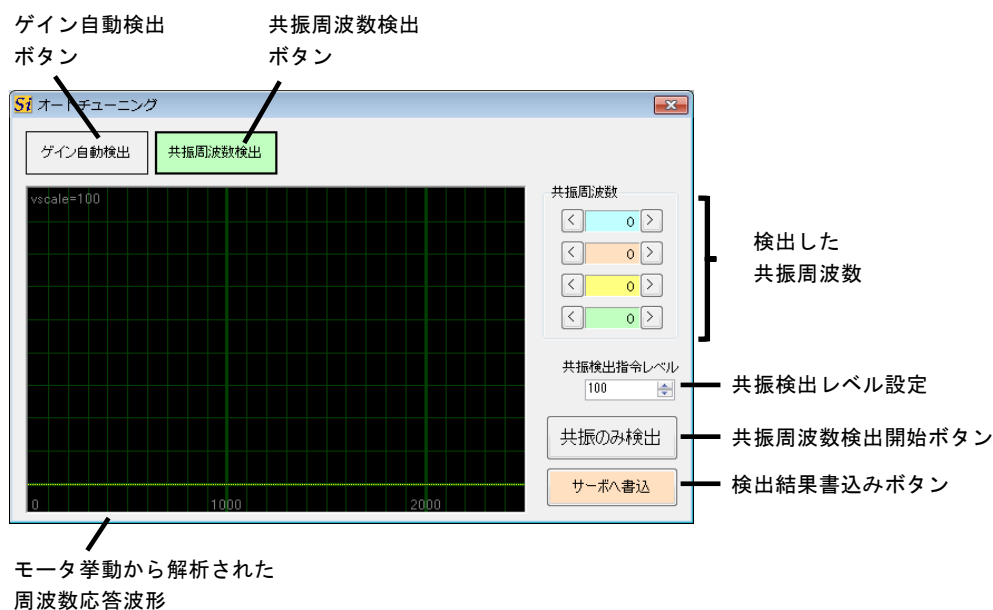 ゲイン自動検出
ボタン
共振周波数検出
ボタン
Si オートチューニング
ゲイン自動検出
共振周波数検出
vscale=100
0
1000
2000
共振周波数
< 0 >
< 0 >
< 0 >
< 0 >
検出した
共振周波数
共振検出指令レベル
100
共振検出レベル設定
共振のみ検出
共振周波数検出開始ボタン
サーボへ書込
検出結果書込みボタン
モータ挙動から解析された
周波数応答波形